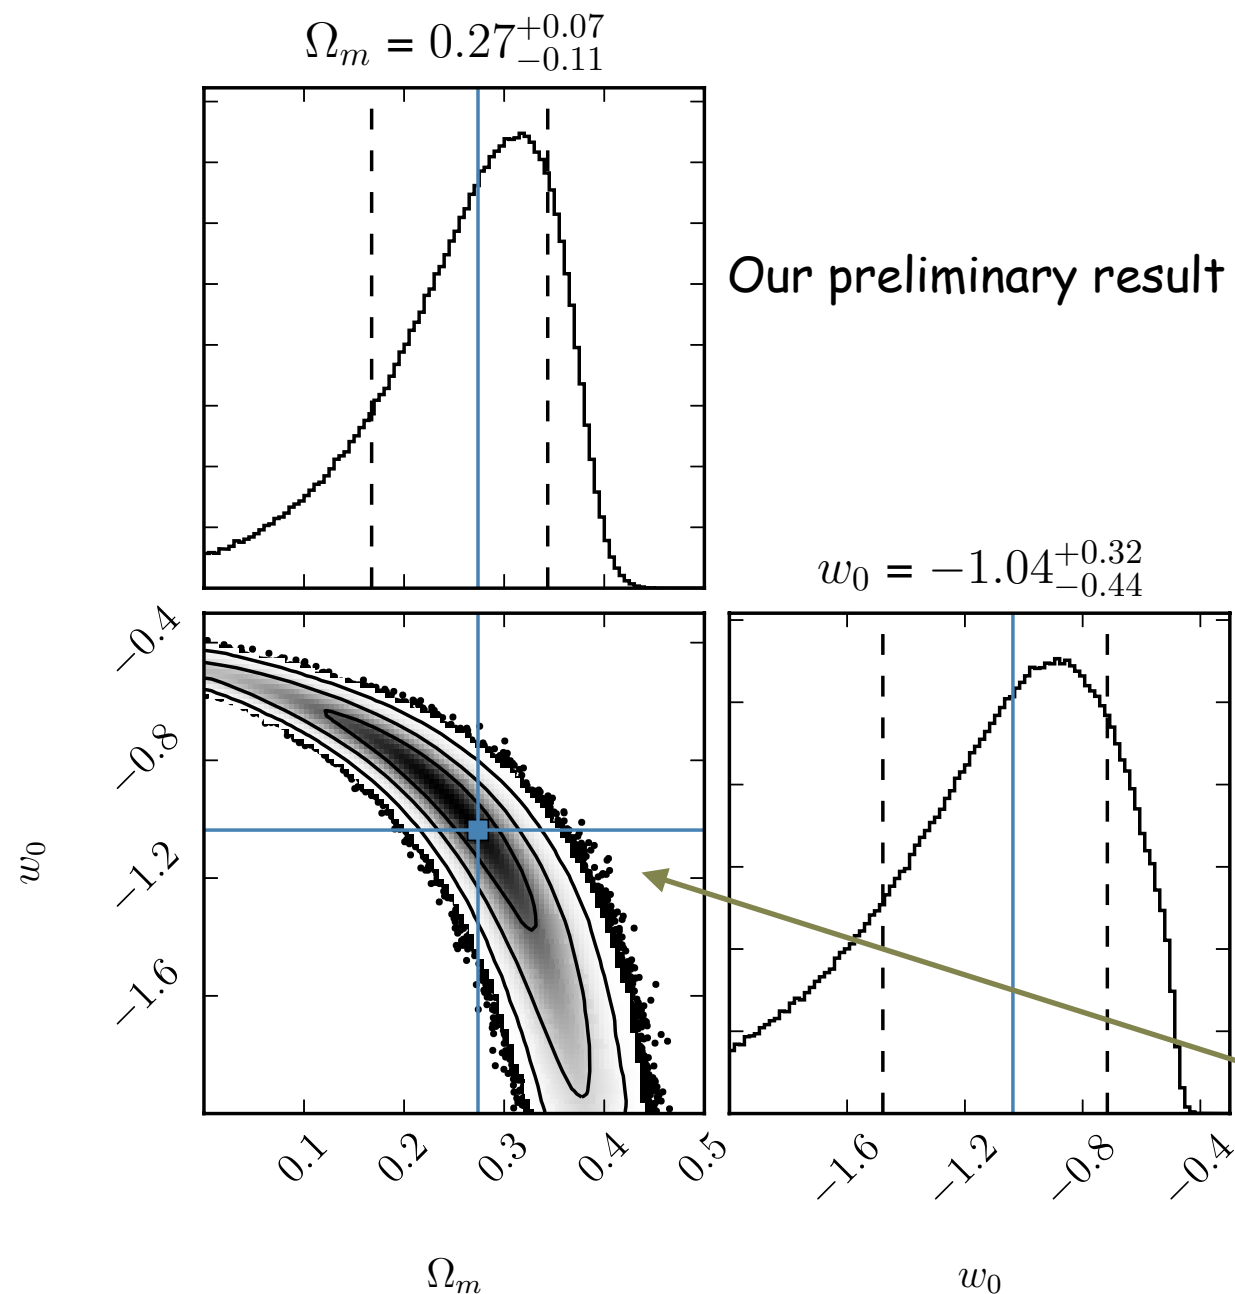 Ωₘ = 0.27⁺⁰·⁰⁷₋₀.₁₁
Our preliminary result
w₀ = −1.04⁺⁰·³²₋₀.₄₄
−0.4
−0.8
−1.2
−1.6
w₀
0.1
0.2
0.3
0.4
0.5
−1.6
−1.2
−0.8
−0.4
Ωₘ
w₀